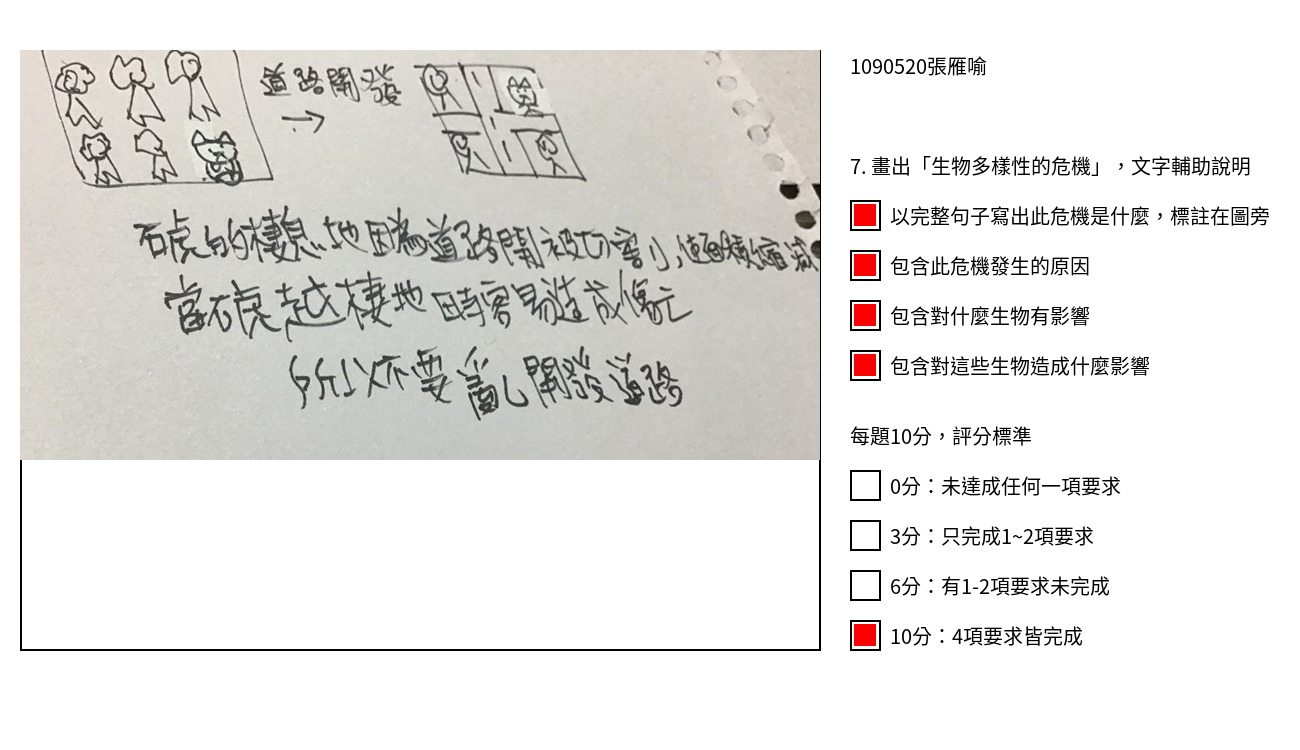 道路開發
→
石虎的棲息地因為道路開被切割,使面積縮減
當石虎越棲地時容易造成傷亡
所以不要亂開發道路
1090520張雁喻
7. 畫出「生物多樣性的危機」，文字輔助說明
以完整句子寫出此危機是什麼，標註在圖旁
包含此危機發生的原因
包含對什麼生物有影響
包含對這些生物造成什麼影響
每題10分，評分標準
0分：未達成任何一項要求
3分：只完成1~2項要求
6分：有1-2項要求未完成
10分：4項要求皆完成